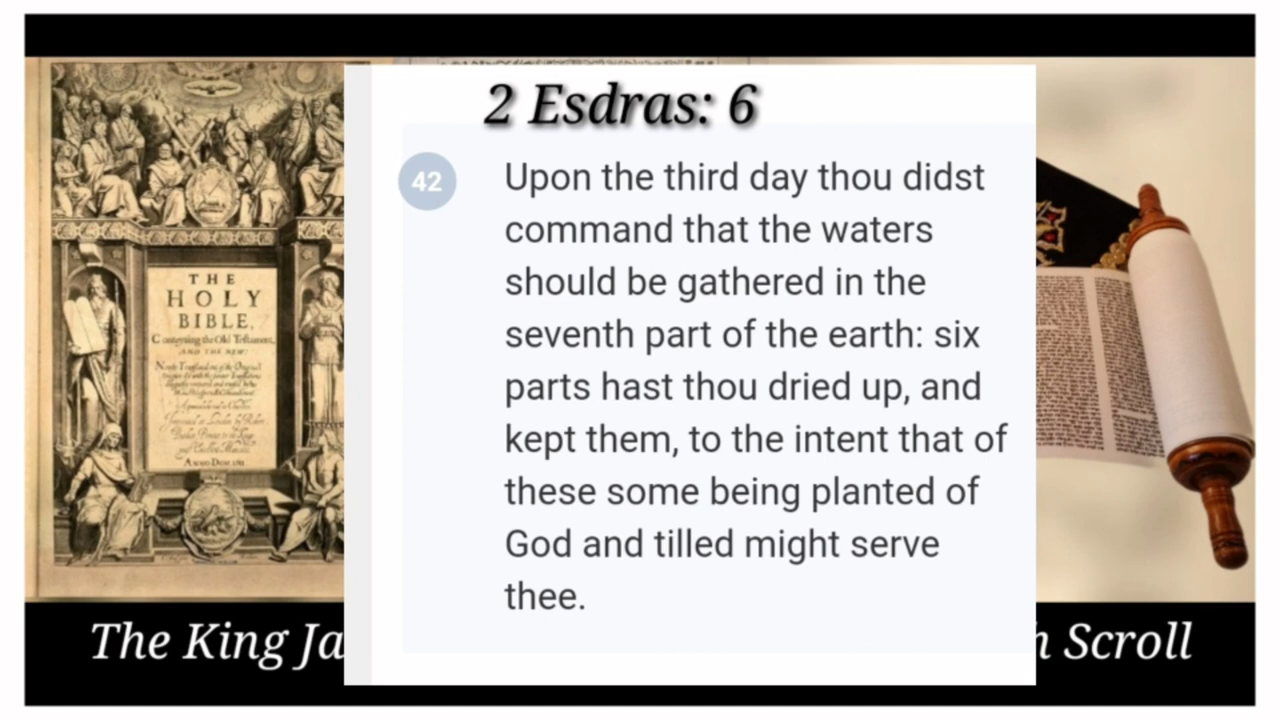 2 Esdras: 6
42
Upon the third day thou didst
command that the waters
should be gathered in the
seventh part of the earth: six
parts hast thou dried up, and
kept them, to the intent that of
these some being planted of
God and tilled might serve
thee.
THE
HOLY
BIBLE,
The King Ja
h Scroll